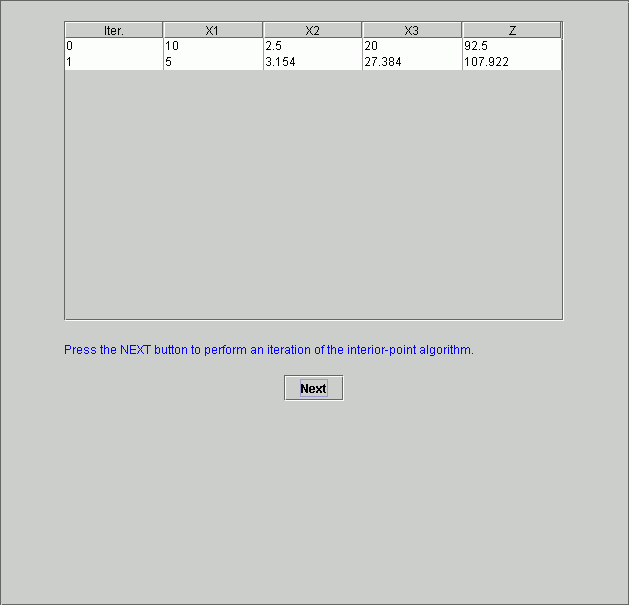 Iter. X1 X2 X3 Z
0 10 2.5 20 92.5
1 5 3.154 27.384 107.922
Press the NEXT button to perform an iteration of the interior-point algorithm.
Next